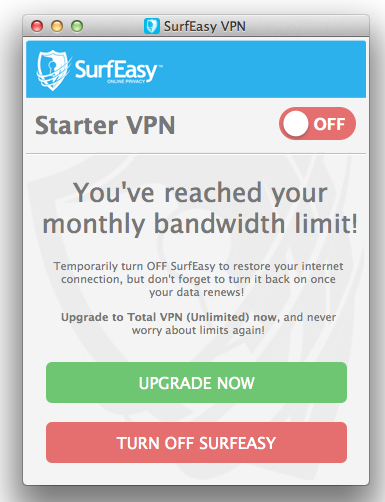 SurfEasy VPN
SurfEasy™
ONLINE PRIVACY
Starter VPN
OFF
You've reached your
monthly bandwidth limit!
Temporarily turn OFF SurfEasy to restore your internet
connection, but don't forget to turn it back on once
your data renews!
Upgrade to Total VPN (Unlimited) now, and never
worry about limits again!
UPGRADE NOW
TURN OFF SURFEASY